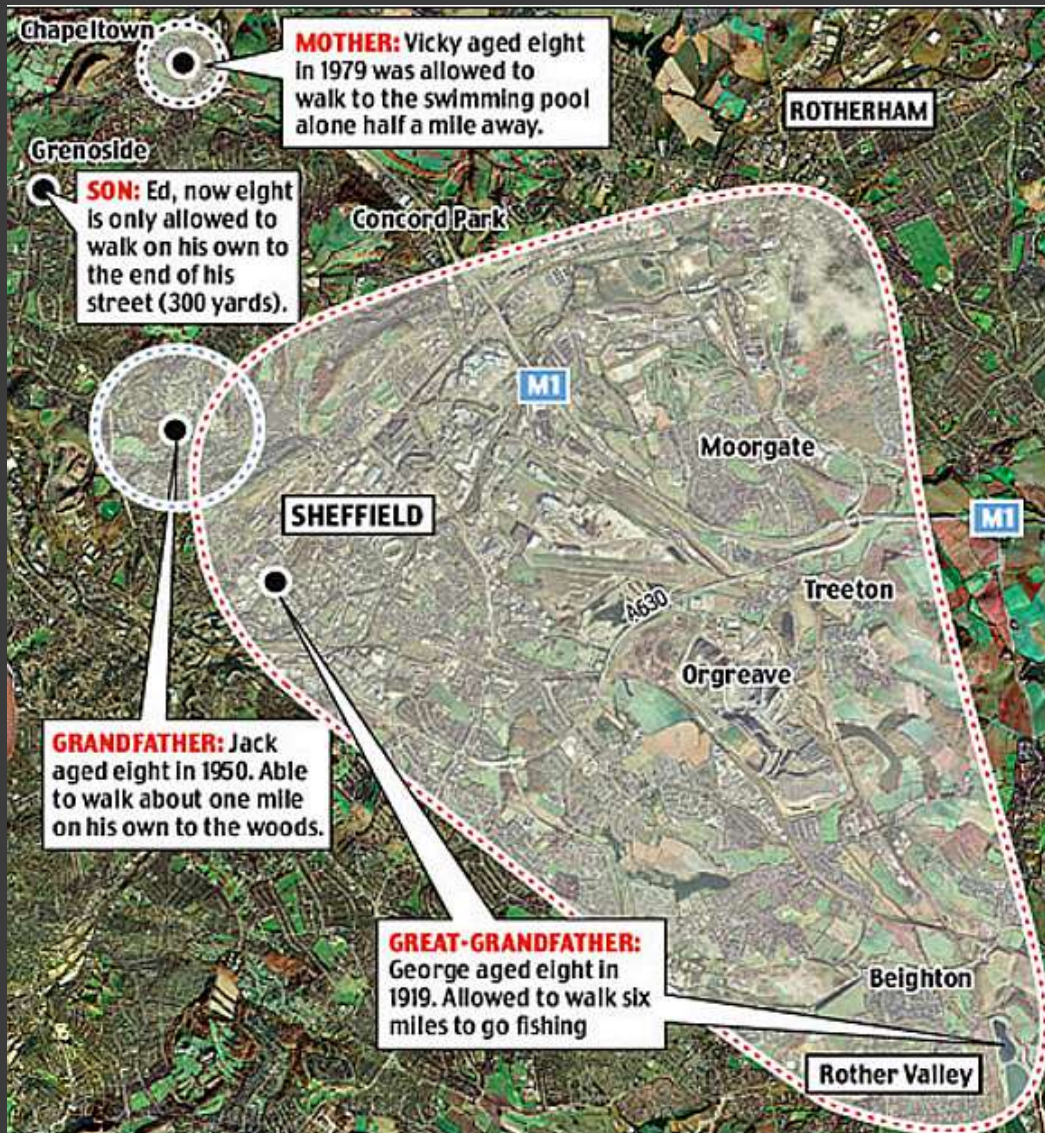 Chapeltown
MOTHER: Vicky aged eight
in 1979 was allowed to
walk to the swimming pool
alone half a mile away.
ROTHERHAM
Grenoside
SON: Ed, now eight
is only allowed to
walk on his own to
the end of his
street (300 yards).
Concord Park
M1
Moorgate
SHEFFIELD
M1
Treeton
A630
Orgreave
GRANDFATHER: Jack
aged eight in 1950. Able
to walk about one mile
on his own to the woods.
GREAT-GRANDFATHER:
George aged eight in
1919. Allowed to walk six
miles to go fishing
Beighton
Rother Valley